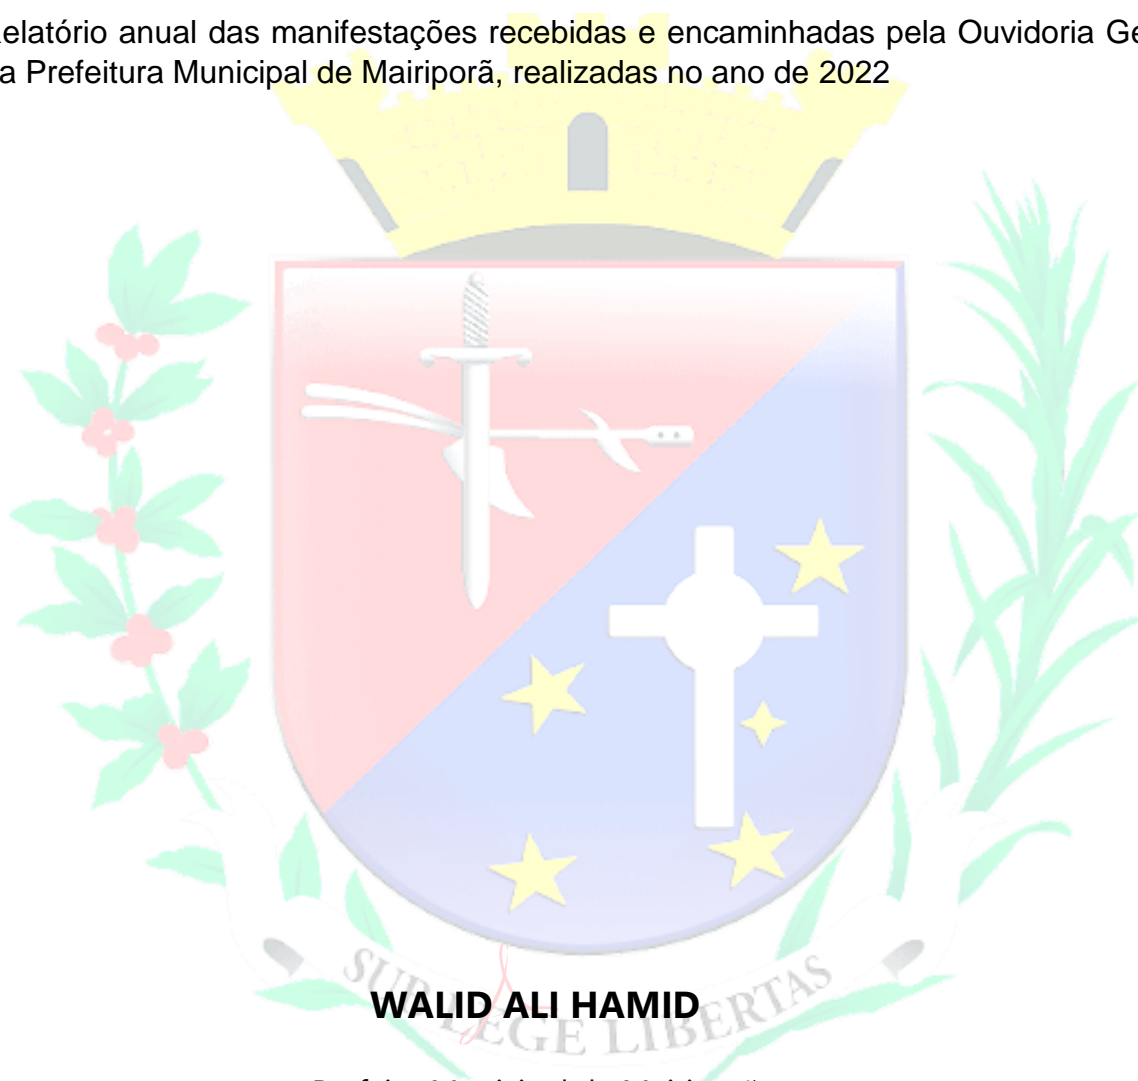 elatório anual das manifestações recebidas e encaminhadas pela Ouvidoria Ge
a Prefeitura Municipal de Mairiporã, realizadas no ano de 2022
WALID ALI HAMID
SUB LEGE LIBERTAS